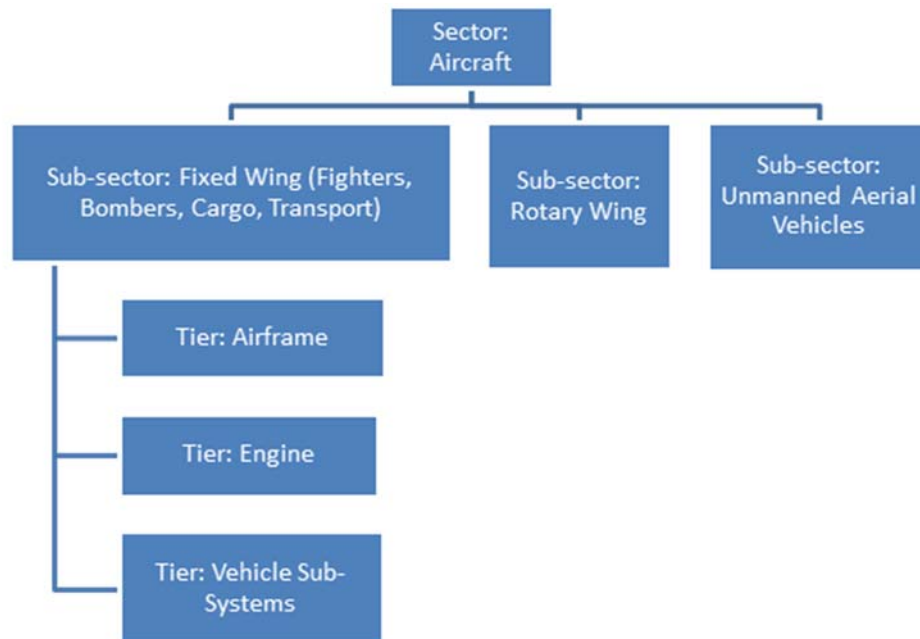 Sector:
Aircraft
Sub-sector: Fixed Wing (Fighters,
Bombers, Cargo, Transport)
Sub-sector:
Rotary Wing
Sub-sector:
Unmanned Aerial
Vehicles
Tier: Airframe
Tier: Engine
Tier: Vehicle Sub-
Systems